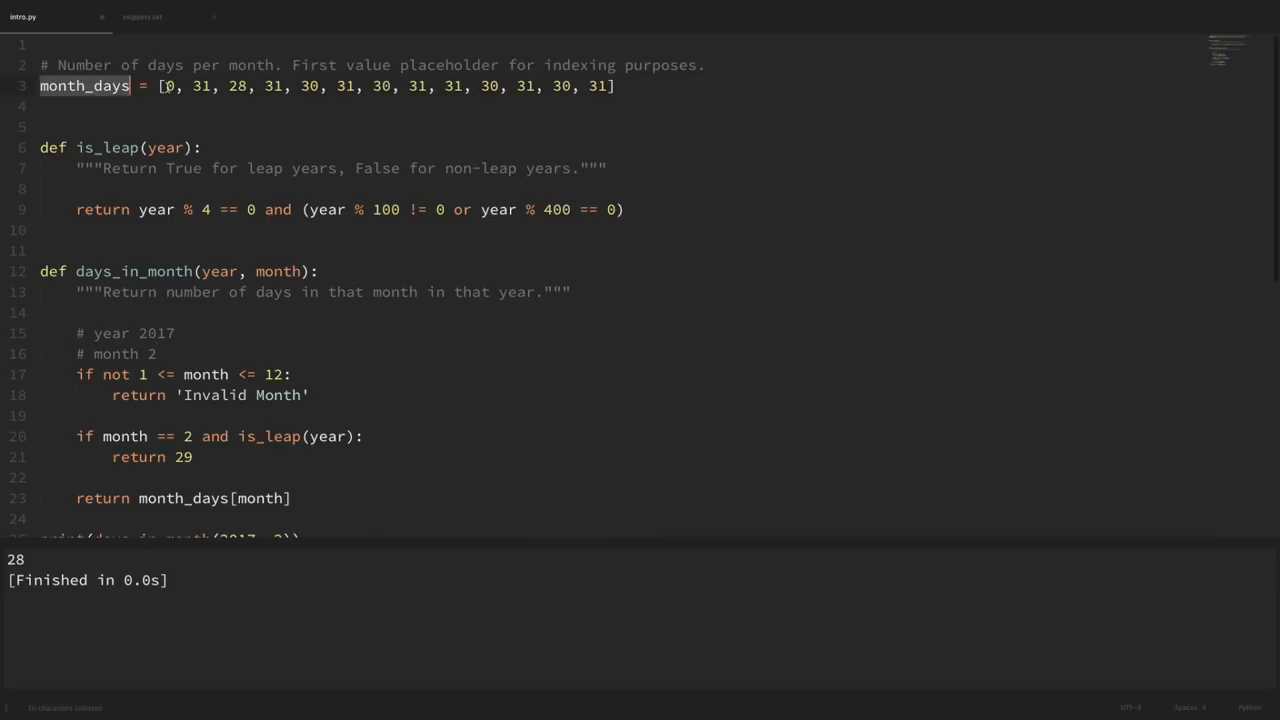 intro.py × snippets.txt ×
1
2 # Number of days per month. First value placeholder for indexing purposes.
3 month_days = [0, 31, 28, 31, 30, 31, 30, 31, 31, 30, 31, 30, 31]
4
5
6 def is_leap(year):
7 """Return True for leap years, False for non-leap years."""
8
9 return year % 4 == 0 and (year % 100 != 0 or year % 400 == 0)
10
11
12 def days_in_month(year, month):
13 """Return number of days in that month in that year."""
14
15 # year 2017
16 # month 2
17 if not 1 <= month <= 12:
18 return 'Invalid Month'
19
20 if month == 2 and is_leap(year):
21 return 29
22
23 return month_days[month]
24
25 print(days_in_month(2017, 2))
28
[Finished in 0.0s]
10 characters selected UTF-8 Spaces: 4 Python